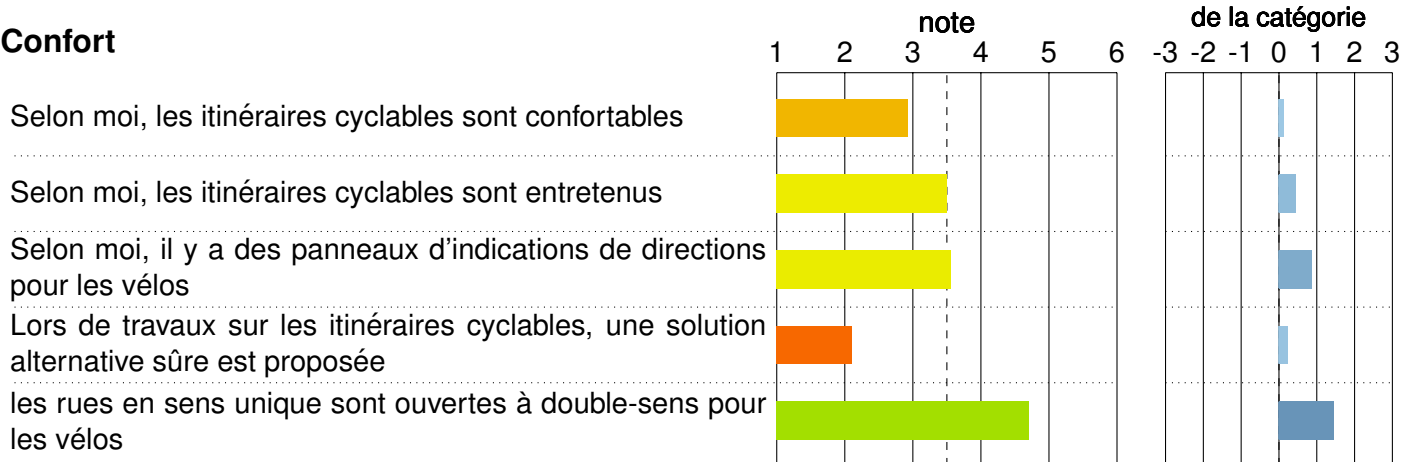 Confort
note
1 2 3 4 5 6
de la catégorie
-3 -2 -1 0 1 2 3
Selon moi, les itinéraires cyclables sont confortables
Selon moi, les itinéraires cyclables sont entretenus
Selon moi, il y a des panneaux d'indications de directions
pour les vélos
Lors de travaux sur les itinéraires cyclables, une solution
alternative sûre est proposée
les rues en sens unique sont ouvertes à double-sens pour
les vélos